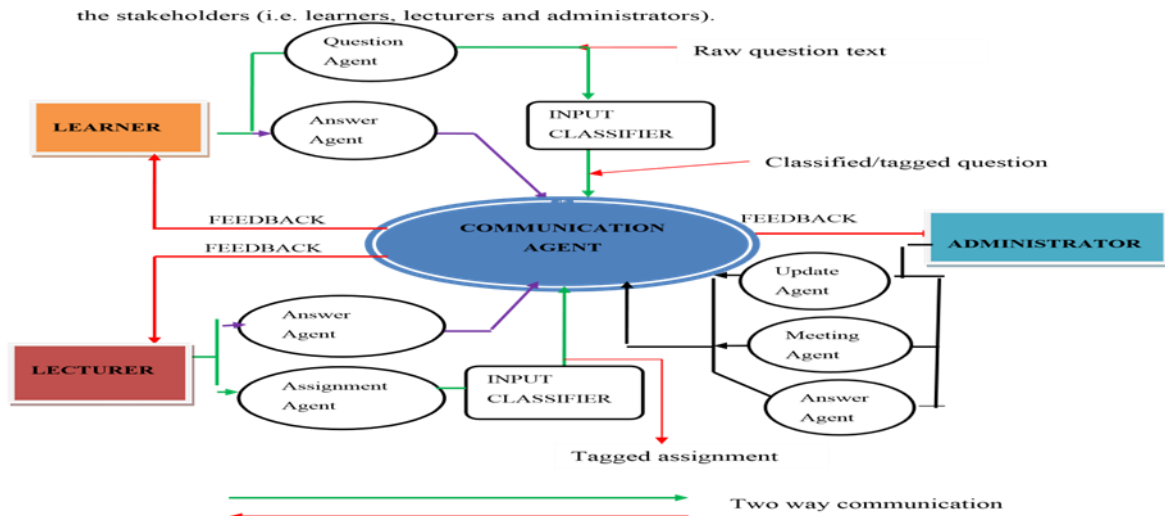 the stakeholders (i.e. learners, lecturers and administrators).
Question
Agent
Raw question text
LEARNER
Answer
Agent
INPUT
CLASSIFIER
Classified/tagged question
FEEDBACK
FEEDBACK
COMMUNICATION
AGENT
FEEDBACK
ADMINISTRATOR
Update
Agent
Answer
Agent
Meeting
Agent
LECTURER
Assignment
Agent
INPUT
CLASSIFIER
Answer
Agent
Tagged assignment
Two way communication